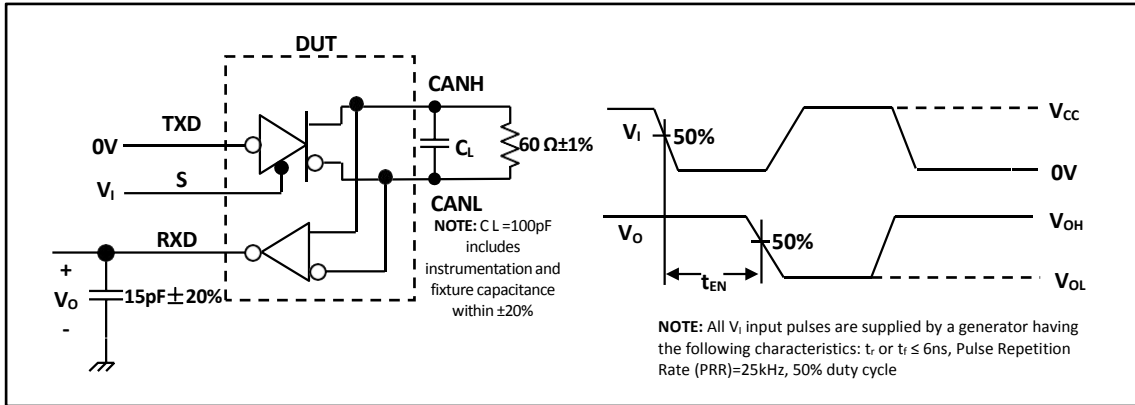 DUT
CANH
TXD
0V
C_L
60 Ω±1%
V_I
S
CANL
RXD
NOTE: C L =100pF
includes
instrumentation and
fixture capacitance
within ±20%
+
V_O
-
15pF±20%
V_I
50%
V_CC
0V
V_O
50%
V_OH
t_EN
V_OL
NOTE: All V_I input pulses are supplied by a generator having
the following characteristics: t_r or t_f ≤ 6ns, Pulse Repetition
Rate (PRR)=25kHz, 50% duty cycle